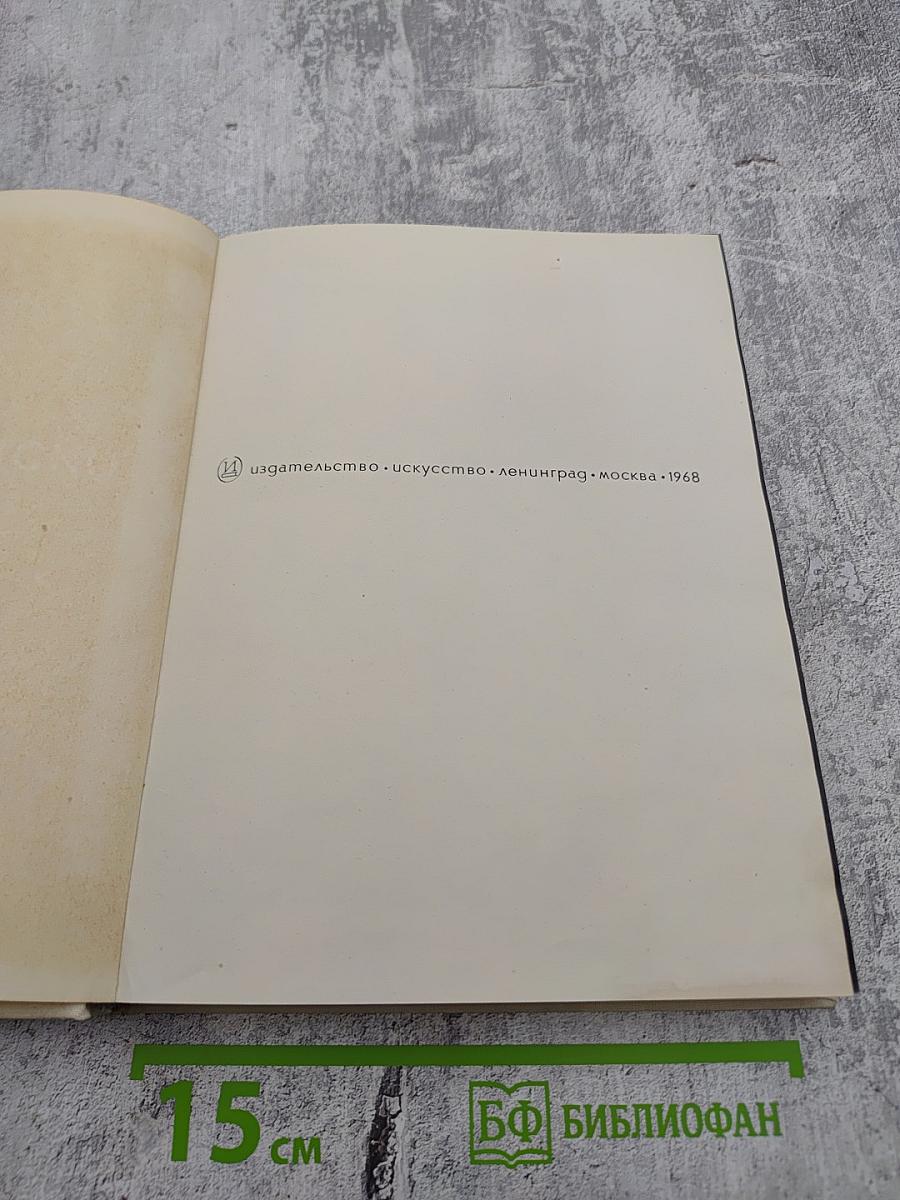 И издательство • искусство • ленинград • москва • 1968
15 см
БФ БИБЛИОФАН